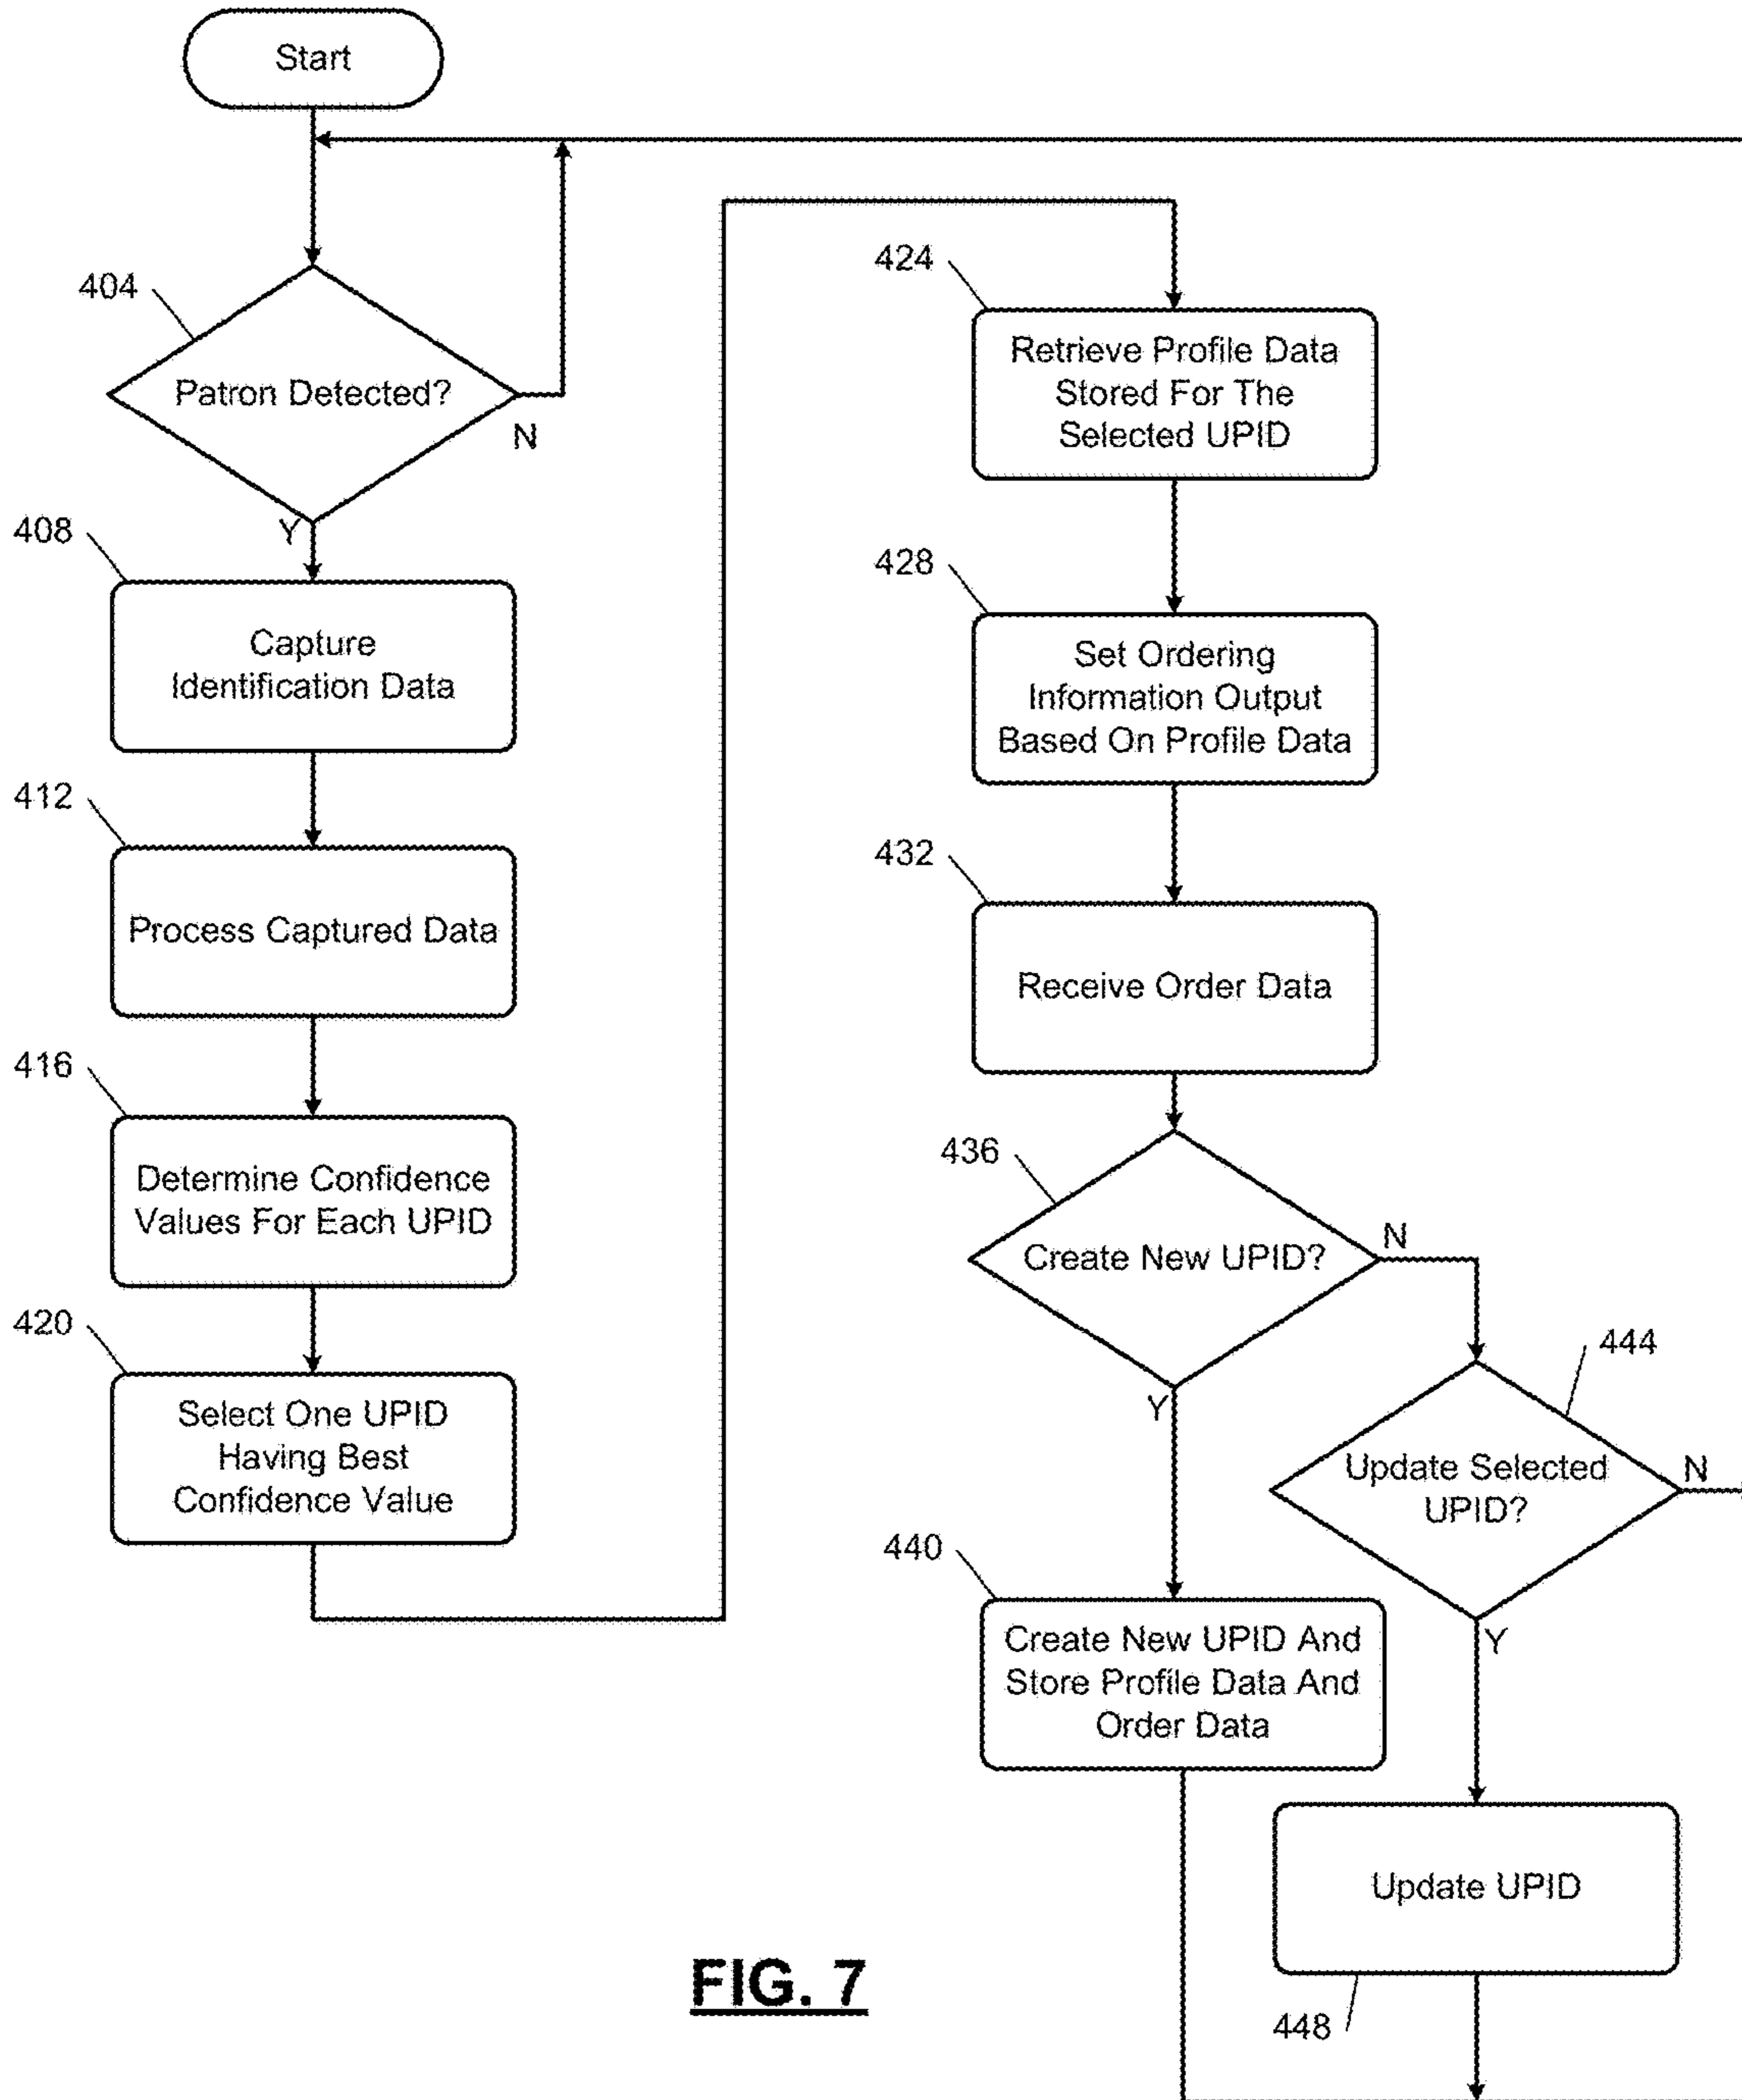 Start
404
Patron Detected?
N
Y
408
Capture
Identification Data
412
Process Captured Data
416
Determine Confidence
Values For Each UPID
420
Select One UPID
Having Best
Confidence Value
424
Retrieve Profile Data
Stored For The
Selected UPID
428
Set Ordering
Information Output
Based On Profile Data
432
Receive Order Data
436
Create New UPID?
N
Y
444
Update Selected
UPID?
N
Y
440
Create New UPID And
Store Profile Data And
Order Data
Update UPID
448
FIG. 7